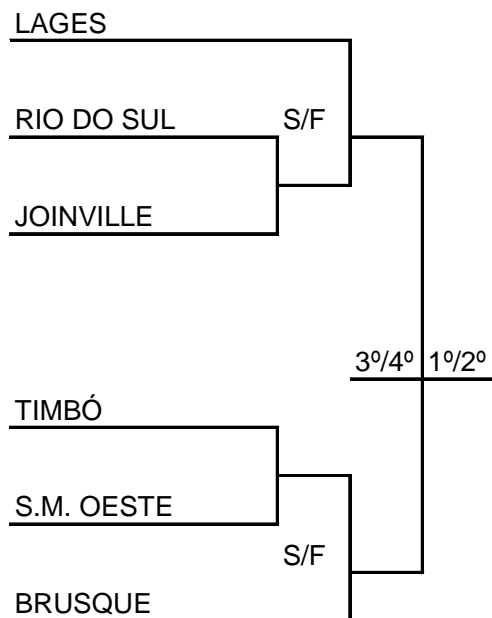 LAGES
RIO DO SUL
S/F
JOINVILLE
3º/4º 1º/2º
TIMBÓ
S.M. OESTE
S/F
BRUSQUE